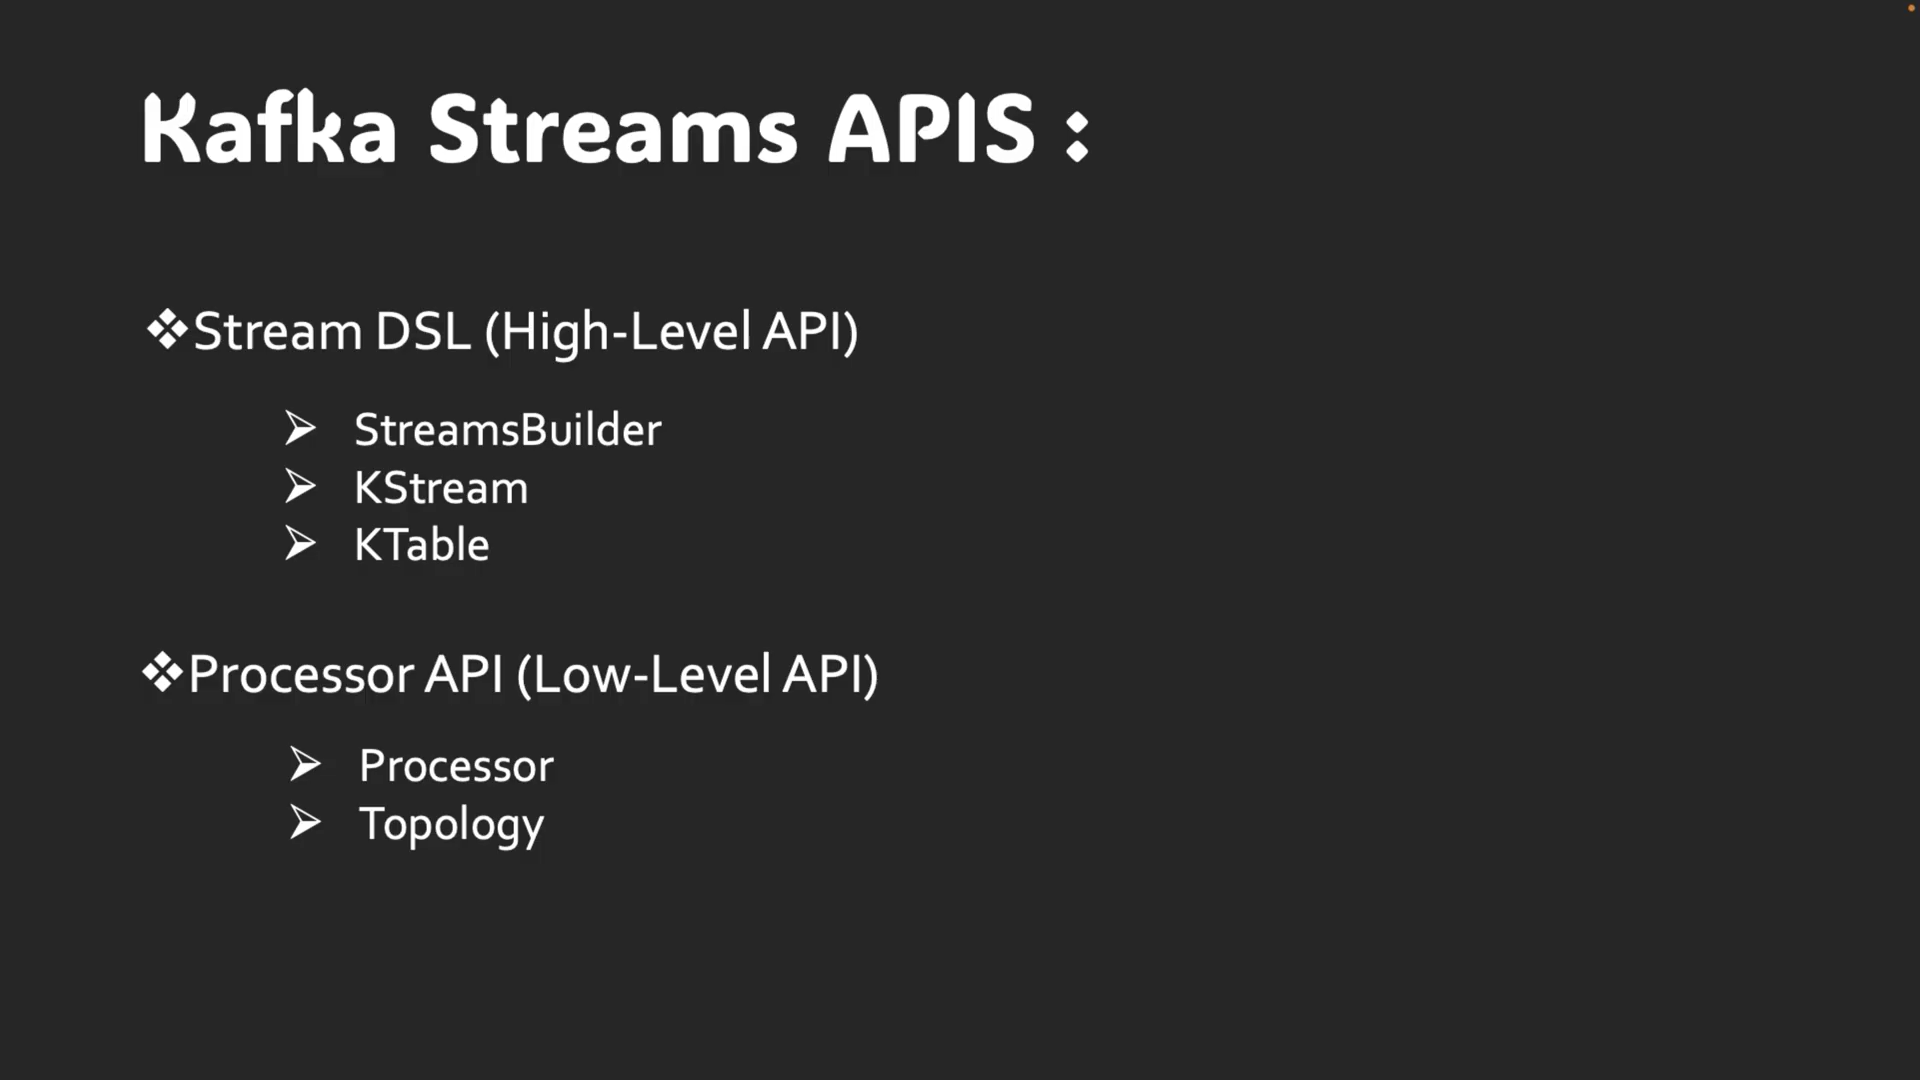 Kafka Streams APIS :
❖Stream DSL (High-Level API)
➢ StreamsBuilder
➢ KStream
➢ KTable
❖Processor API (Low-Level API)
➢ Processor
➢ Topology